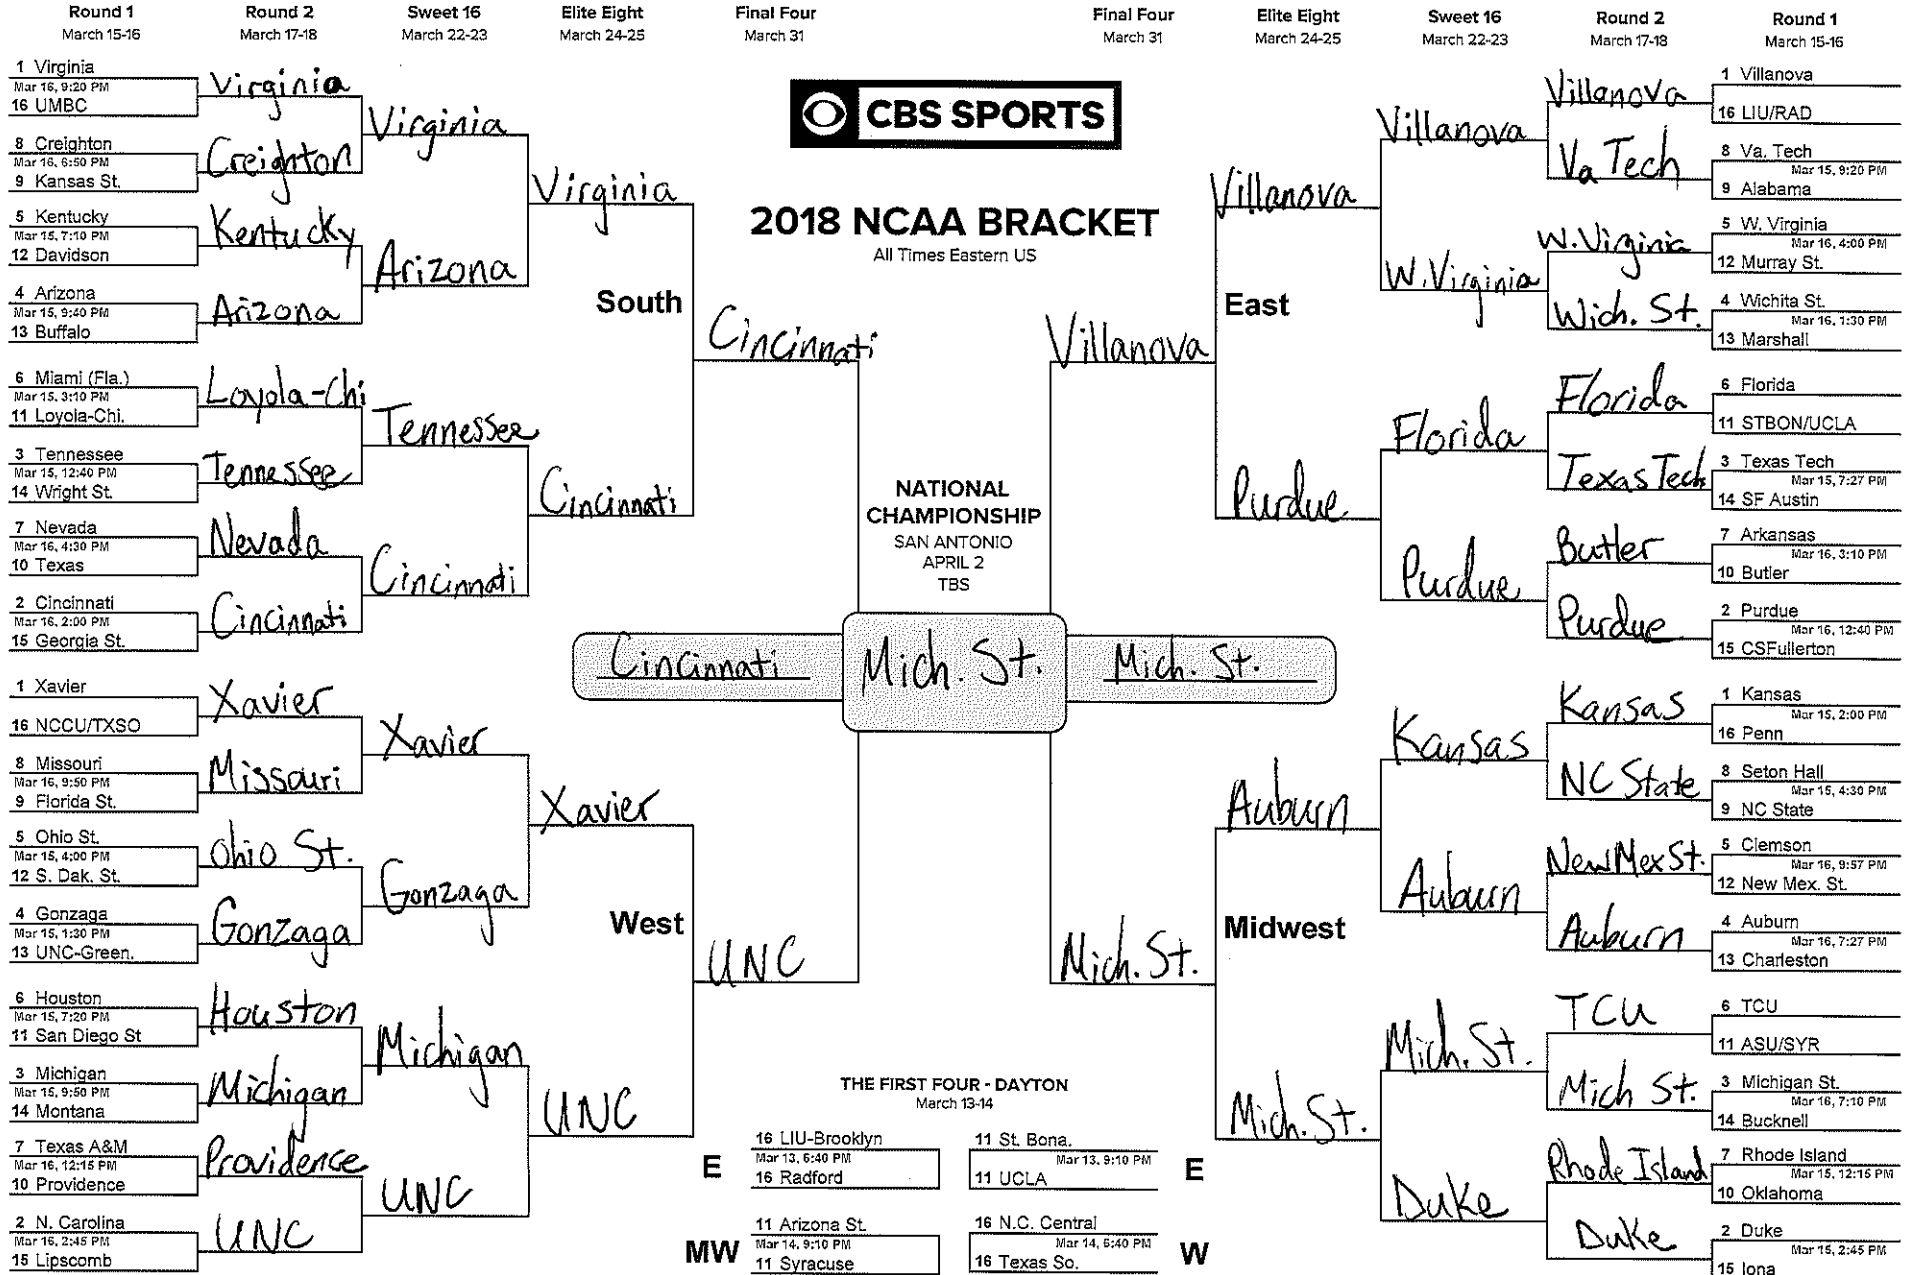 Round 1
March 15-16
Round 2
March 17-18
Sweet 16
March 22-23
Elite Eight
March 24-25
Final Four
March 31
Final Four
March 31
Elite Eight
March 24-25
Sweet 16
March 22-23
Round 2
March 17-18
Round 1
March 15-16
CBS SPORTS
2018 NCAA BRACKET
All Times Eastern US
1 Virginia
Mar 16, 9:20 PM
16 UMBC
8 Creighton
Mar 16, 6:50 PM
9 Kansas St.
5 Kentucky
Mar 15, 7:10 PM
12 Davidson
4 Arizona
Mar 15, 9:40 PM
13 Buffalo
6 Miami (Fla.)
Mar 15, 3:10 PM
11 Loyola-Chi.
3 Tennessee
Mar 15, 12:40 PM
14 Wright St.
7 Nevada
Mar 16, 4:30 PM
10 Texas
2 Cincinnati
Mar 16, 2:00 PM
15 Georgia St.
1 Xavier
16 NCCU/TXSO
8 Missouri
Mar 16, 9:50 PM
9 Florida St.
5 Ohio St.
Mar 15, 4:00 PM
12 S. Dak. St.
4 Gonzaga
Mar 15, 1:30 PM
13 UNC-Green.
6 Houston
Mar 15, 7:20 PM
11 San Diego St
3 Michigan
Mar 15, 9:50 PM
14 Montana
7 Texas A&M
Mar 16, 12:15 PM
10 Providence
2 N. Carolina
Mar 16, 2:45 PM
15 Lipscomb
Virginia
Creighton
Kentucky
Arizona
Loyola-Chi
Tennessee
Nevada
Cincinnati
Xavier
Missouri
Ohio St.
Gonzaga
Houston
Michigan
Providence
UNC
Virginia
Arizona
Tennessee
Cincinnati
Xavier
Gonzaga
Michigan
UNC
Virginia
Cincinnati
Xavier
UNC
South
West
Cincinnati
UNC
NATIONAL
CHAMPIONSHIP
SAN ANTONIO
APRIL 2
TBS
Cincinnati
Mich. St.
Mich. St.
Villanova
Mich. St.
East
Midwest
Villanova
Purdue
Auburn
Mich. St.
Villanova
W. Virginia
Florida
Purdue
Kansas
Auburn
Mich. St.
Duke
Villanova
Va Tech
W. Virginia
Wich. St.
Florida
Texas Tech
Butler
Purdue
Kansas
NC State
New Mex St.
Auburn
TCU
Mich St.
Rhode Island
Duke
1 Villanova
16 LIU/RAD
8 Va. Tech
Mar 15, 9:20 PM
9 Alabama
5 W. Virginia
Mar 16, 4:00 PM
12 Murray St.
4 Wichita St.
Mar 16, 1:30 PM
13 Marshall
6 Florida
11 STBON/UCLA
3 Texas Tech
Mar 15, 7:27 PM
14 SF Austin
7 Arkansas
Mar 16, 3:10 PM
10 Butler
2 Purdue
Mar 16, 12:40 PM
15 CSFullerton
1 Kansas
Mar 15, 2:00 PM
16 Penn
8 Seton Hall
Mar 15, 4:30 PM
9 NC State
5 Clemson
Mar 16, 9:57 PM
12 New Mex. St.
4 Auburn
Mar 16, 7:27 PM
13 Charleston
6 TCU
11 ASU/SYR
3 Michigan St.
Mar 16, 7:10 PM
14 Bucknell
7 Rhode Island
Mar 15, 12:15 PM
10 Oklahoma
2 Duke
Mar 15, 2:45 PM
15 Iona
THE FIRST FOUR - DAYTON
March 13-14
E
16 LIU-Brooklyn
Mar 13, 6:40 PM
16 Radford
11 St. Bona.
Mar 13, 9:10 PM
11 UCLA
E
MW
11 Arizona St.
Mar 14, 9:10 PM
11 Syracuse
16 N.C. Central
Mar 14, 6:40 PM
16 Texas So.
W